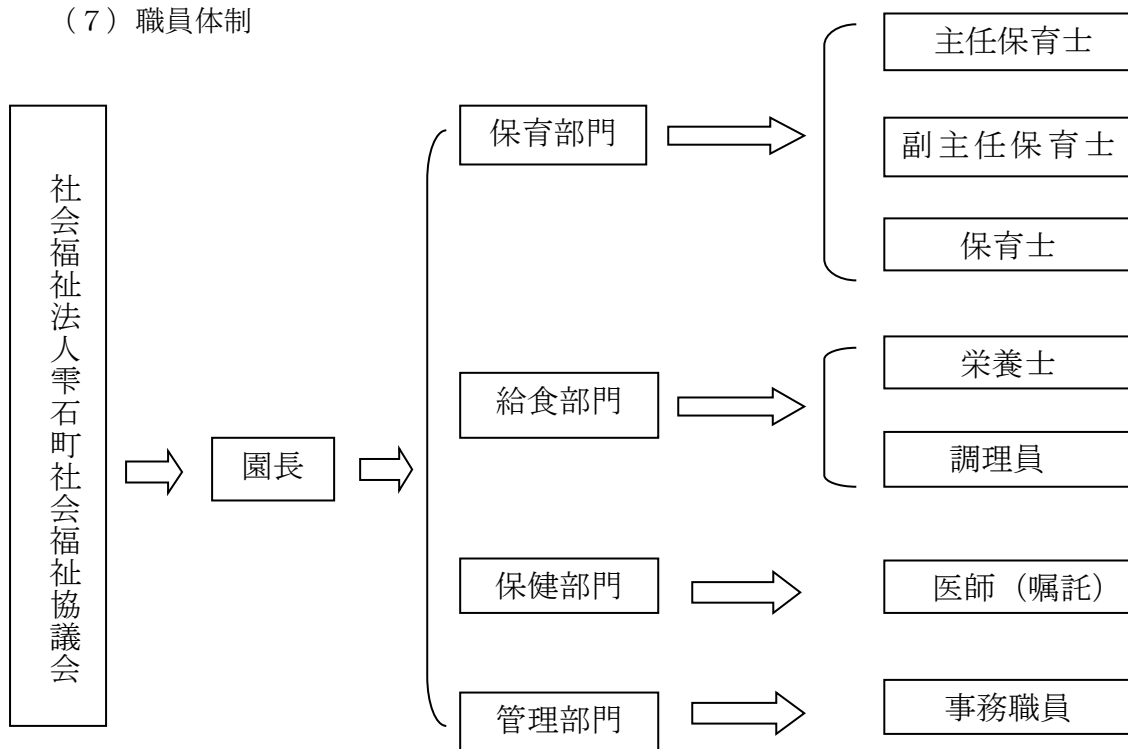 （７）職員体制
社会福祉法人雫石町社会福祉協議会
園長
保育部門
主任保育士
副主任保育士
保育士
給食部門
栄養士
調理員
保健部門
医師（嘱託）
管理部門
事務職員